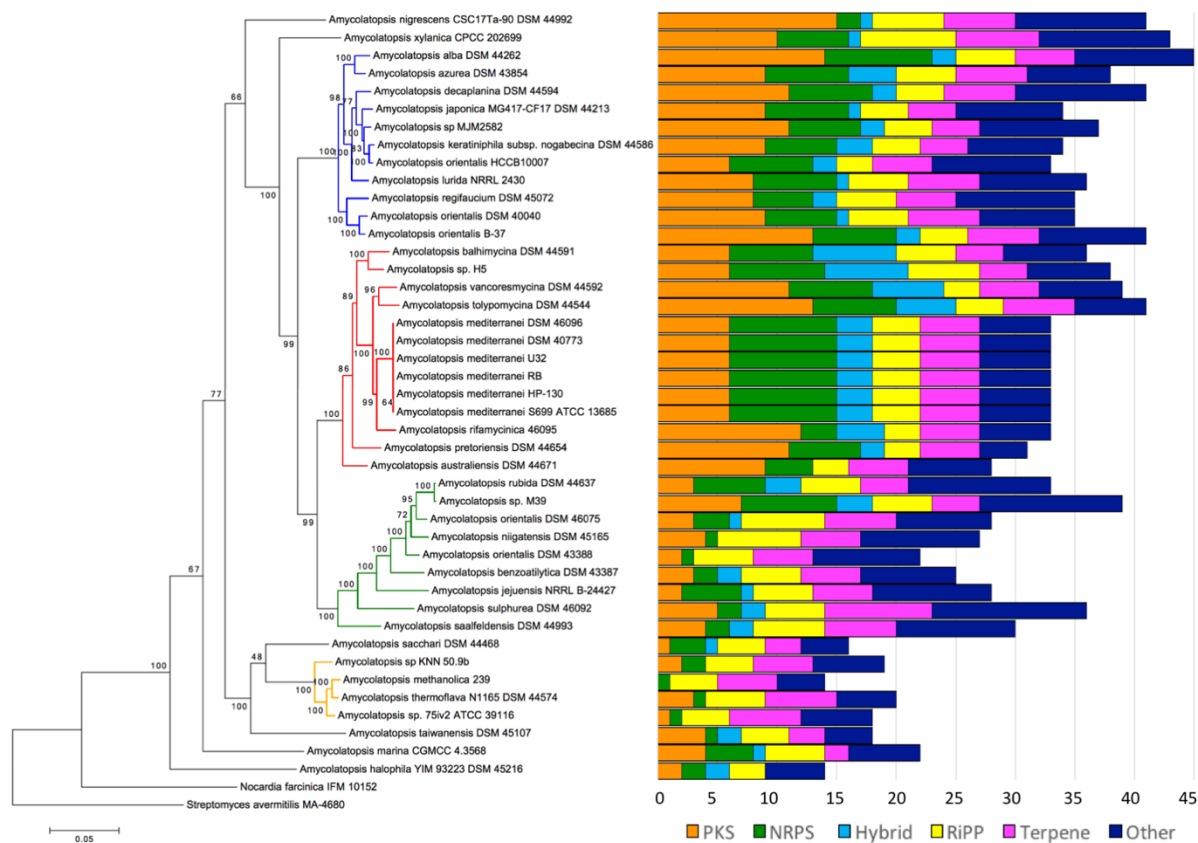 Amycolatopsis nigrescens CSC17Ta-90 DSM 44992
Amycolatopsis xylanica CPCC 202699
Amycolatopsis alba DSM 44262
Amycolatopsis azurea DSM 43854
Amycolatopsis decaplanina DSM 44594
Amycolatopsis japonica MG417-CF17 DSM 44213
Amycolatopsis sp MJM2582
Amycolatopsis keratiniphila subsp. nogabecina DSM 44586
Amycolatopsis orientalis HCCB10007
Amycolatopsis lurida NRRL 2430
Amycolatopsis regifaucium DSM 45072
Amycolatopsis orientalis DSM 40040
Amycolatopsis orientalis B-37
Amycolatopsis balhimycina DSM 44591
Amycolatopsis sp. H5
Amycolatopsis vancoresmycina DSM 44592
Amycolatopsis tolypomycina DSM 44544
Amycolatopsis mediterranei DSM 46096
Amycolatopsis mediterranei DSM 40773
Amycolatopsis mediterranei U32
Amycolatopsis mediterranei RB
Amycolatopsis mediterranei HP-130
Amycolatopsis mediterranei S699 ATCC 13685
Amycolatopsis rifamycinica 46095
Amycolatopsis pretoriensis DSM 44654
Amycolatopsis australiensis DSM 44671
Amycolatopsis rubida DSM 44637
Amycolatopsis sp. M39
Amycolatopsis orientalis DSM 46075
Amycolatopsis niigatensis DSM 45165
Amycolatopsis orientalis DSM 43388
Amycolatopsis benzoatilytica DSM 43387
Amycolatopsis jejuensis NRRL B-24427
Amycolatopsis sulphurea DSM 46092
Amycolatopsis saalfeldensis DSM 44993
Amycolatopsis sacchari DSM 44468
Amycolatopsis sp KNN 50.9b
Amycolatopsis methanolica 239
Amycolatopsis thermoflava N1165 DSM 44574
Amycolatopsis sp. 75iv2 ATCC 39116
Amycolatopsis taiwanensis DSM 45107
Amycolatopsis marina CGMCC 4.3568
Amycolatopsis halophila YIM 93223 DSM 45216
Nocardia farcinica IFM 10152
Streptomyces avermitilis MA-4680
66
100
100
98
77
100
83
100
100
100
100
100
99
100
89
96
100
100
86
99
64
100
99
100
95
72
100
100
100
100
77
67
100
48
100
100
100
100
0.05
0 5 10 15 20 25 30 35 40 45
PKS NRPS Hybrid RiPP Terpene Other